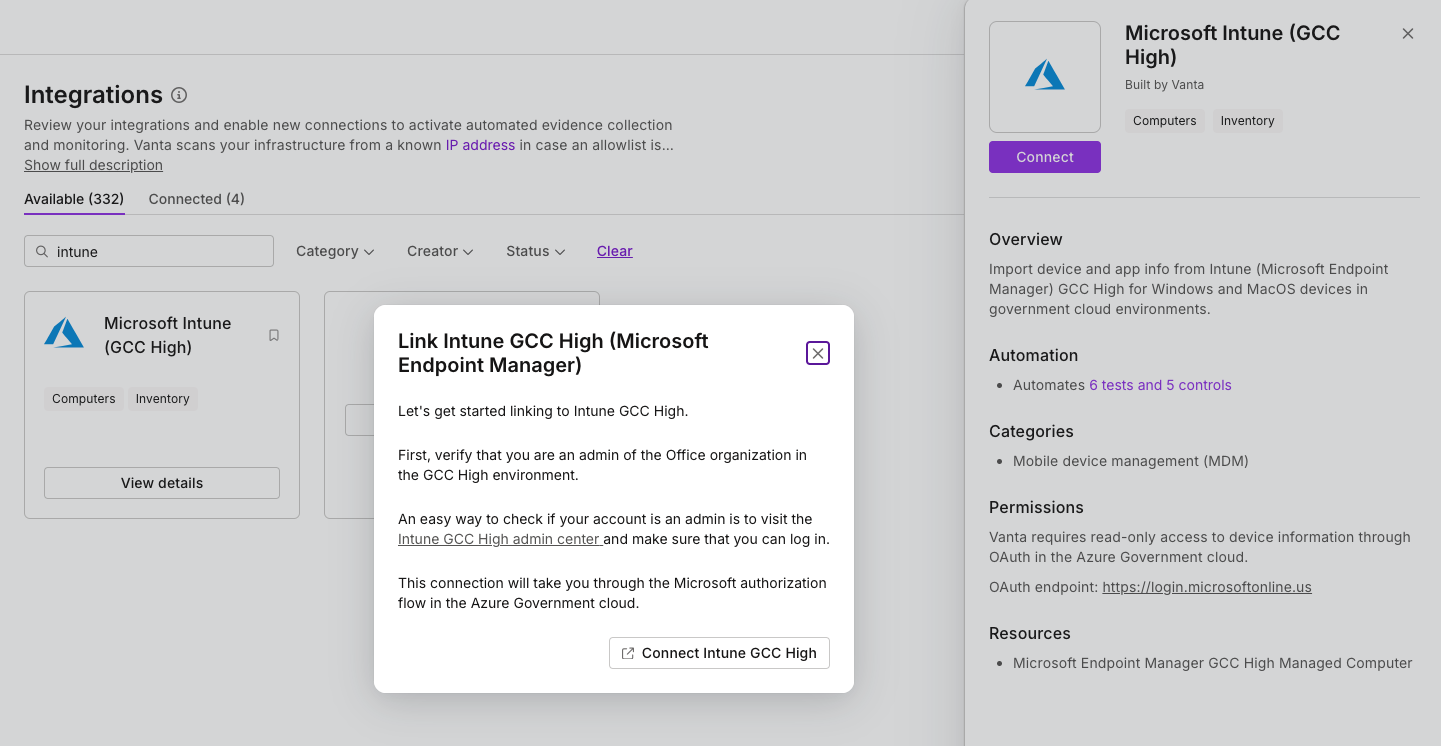 Integrations
Review your integrations and enable new connections to activate automated evidence collection
and monitoring. Vanta scans your infrastructure from a known IP address in case an allowlist is...
Show full description
Available (332)
Connected (4)
intune
Category
Creator
Status
Clear
Microsoft Intune
(GCC High)
Computers
Inventory
View details
Link Intune GCC High (Microsoft
Endpoint Manager)
Let's get started linking to Intune GCC High.
First, verify that you are an admin of the Office organization in
the GCC High environment.
An easy way to check if your account is an admin is to visit the
Intune GCC High admin center and make sure that you can log in.
This connection will take you through the Microsoft authorization
flow in the Azure Government cloud.
Connect Intune GCC High
Microsoft Intune (GCC
High)
Built by Vanta
Computers
Inventory
Connect
Overview
Import device and app info from Intune (Microsoft Endpoint
Manager) GCC High for Windows and MacOS devices in
government cloud environments.
Automation
• Automates 6 tests and 5 controls
Categories
• Mobile device management (MDM)
Permissions
Vanta requires read-only access to device information through
OAuth in the Azure Government cloud.
OAuth endpoint: https://login.microsoftonline.us
Resources
• Microsoft Endpoint Manager GCC High Managed Computer